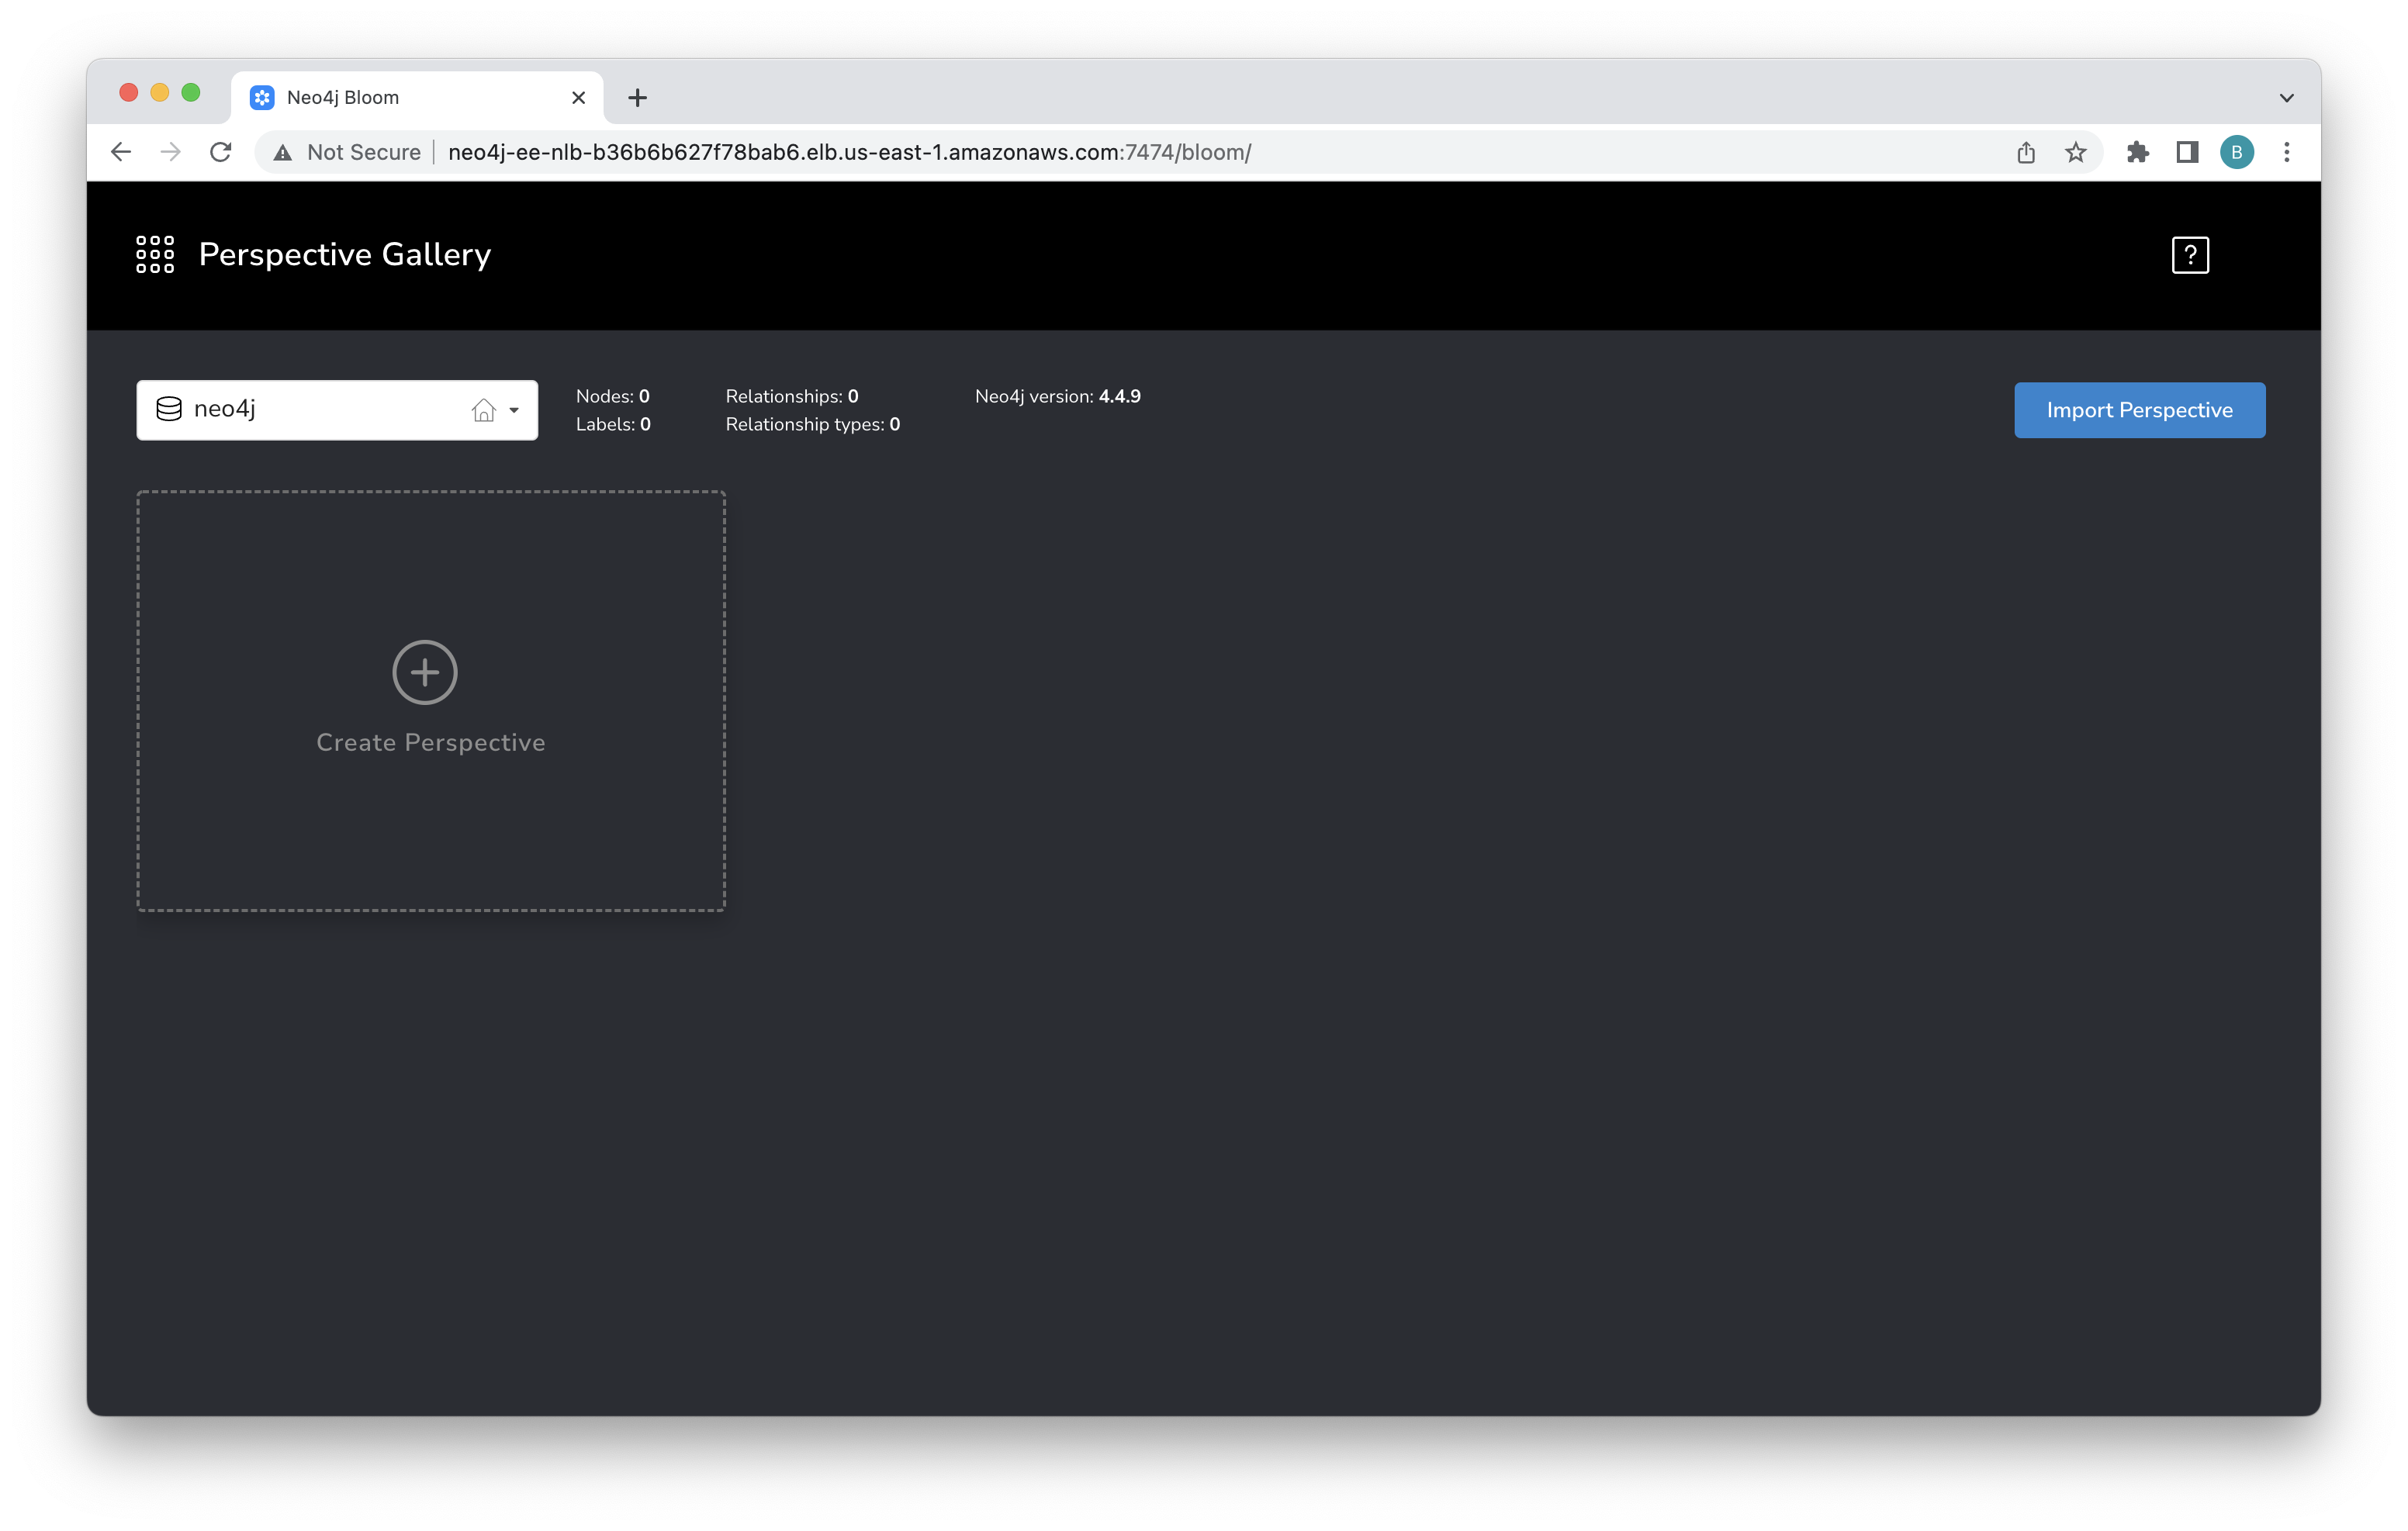 Neo4j Bloom
Not Secure neo4j-ee-nlb-b36b6b627f78bab6.elb.us-east-1.amazonaws.com:7474/bloom/
B
Perspective Gallery
?
neo4j
Nodes: 0 Relationships: 0 Neo4j version: 4.4.9
Labels: 0 Relationship types: 0
Import Perspective
Create Perspective